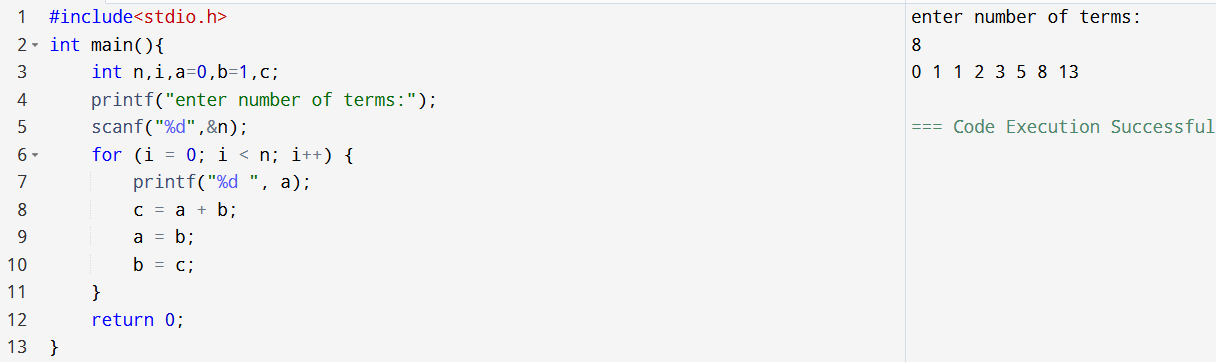 1 #include<stdio.h>
2 int main(){
3 int n,i,a=0,b=1,c;
4 printf("enter number of terms:");
5 scanf("%d",&n);
6 for (i = 0; i < n; i++) {
7 printf("%d ", a);
8 c = a + b;
9 a = b;
10 b = c;
11 }
12 return 0;
13 }
enter number of terms:
8
0 1 1 2 3 5 8 13
=== Code Execution Successful